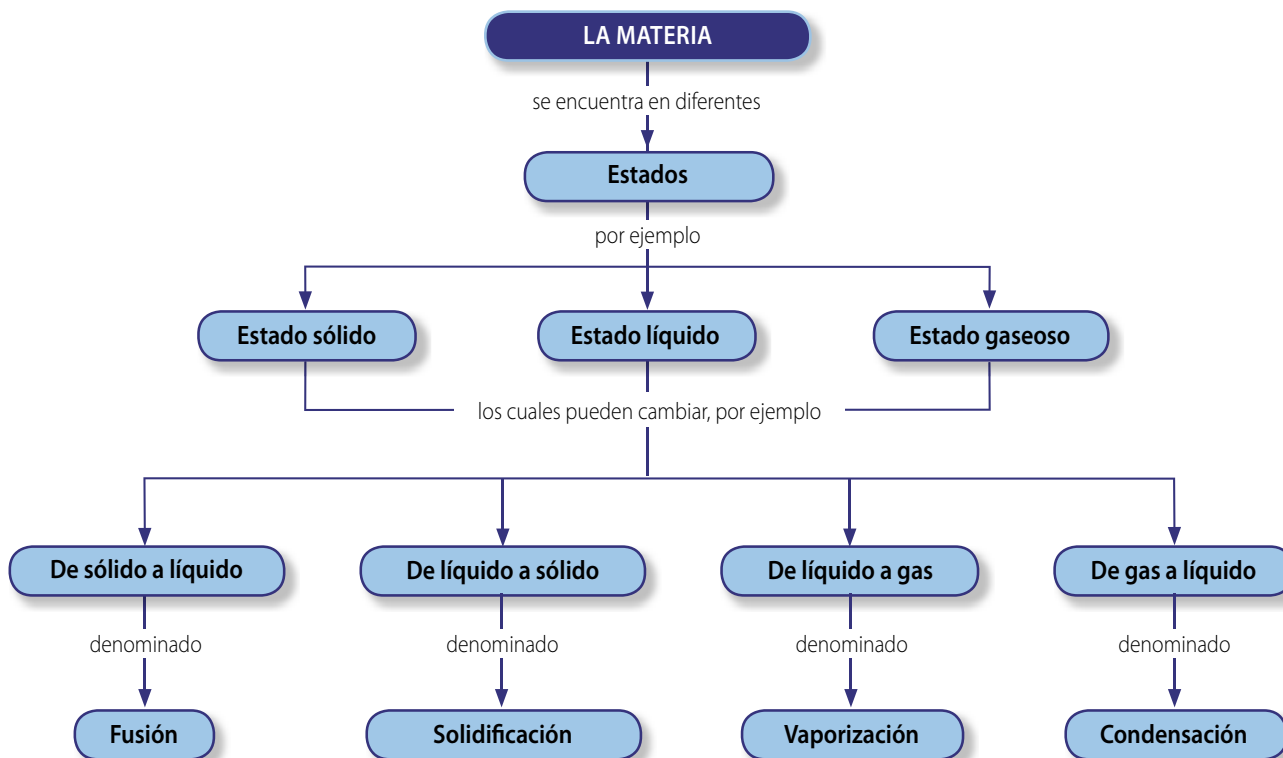 LA MATERIA
se encuentra en diferentes
Estados
por ejemplo
Estado sólido
Estado líquido
Estado gaseoso
los cuales pueden cambiar, por ejemplo
De sólido a líquido
De líquido a sólido
De líquido a gas
De gas a líquido
denominado
denominado
denominado
denominado
Fusión
Solidificación
Vaporización
Condensación